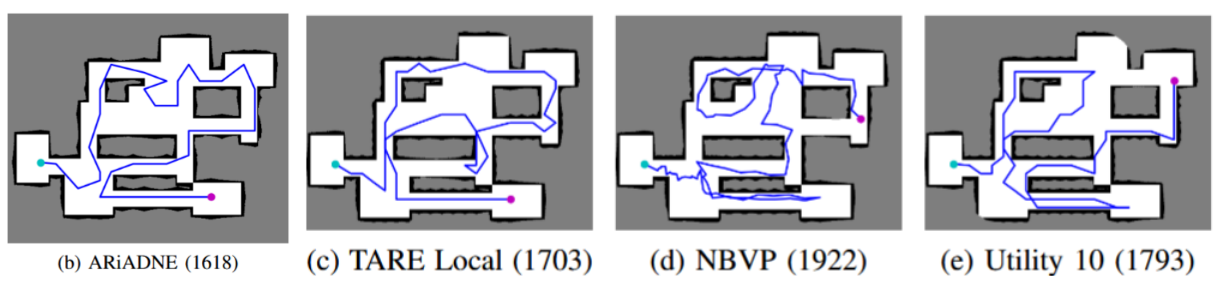 (b) ARiADNE (1618)
(c) TARE Local (1703)
(d) NBVP (1922)
(e) Utility 10 (1793)